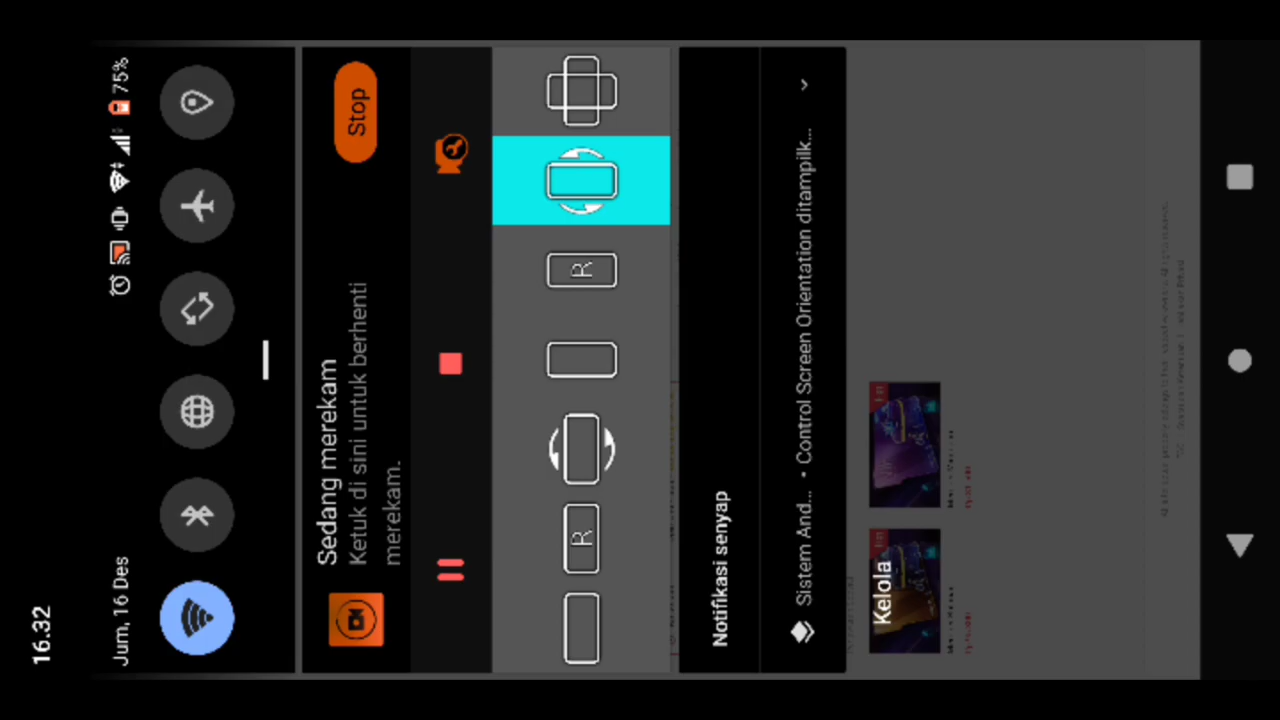 16.32
Jum, 16 Des
75%
Sedang merekam
Ketuk di sini untuk berhenti
merekam.
Stop
R
R
Notifikasi senyap
Sistem And... • Control Screen Orientation ditampilk...
Kelola